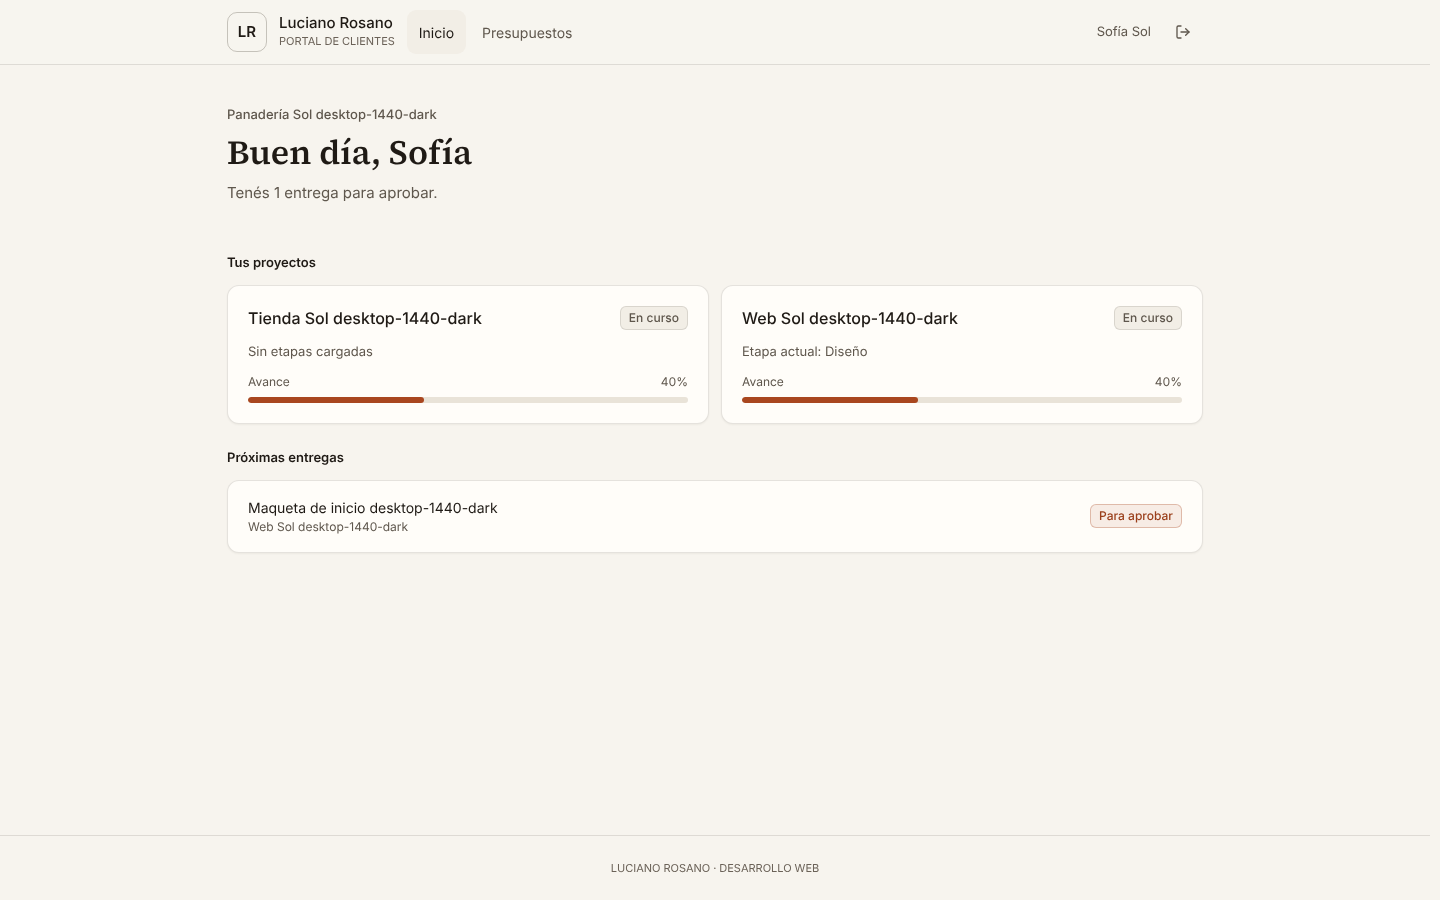 LR
Luciano Rosano
PORTAL DE CLIENTES
Inicio
Presupuestos
Sofía Sol
Panadería Sol desktop-1440-dark
Buen día, Sofía
Tenés 1 entrega para aprobar.
Tus proyectos
Tienda Sol desktop-1440-dark
En curso
Sin etapas cargadas
Avance
40%
Web Sol desktop-1440-dark
En curso
Etapa actual: Diseño
Avance
40%
Próximas entregas
Maqueta de inicio desktop-1440-dark
Web Sol desktop-1440-dark
Para aprobar
LUCIANO ROSANO · DESARROLLO WEB